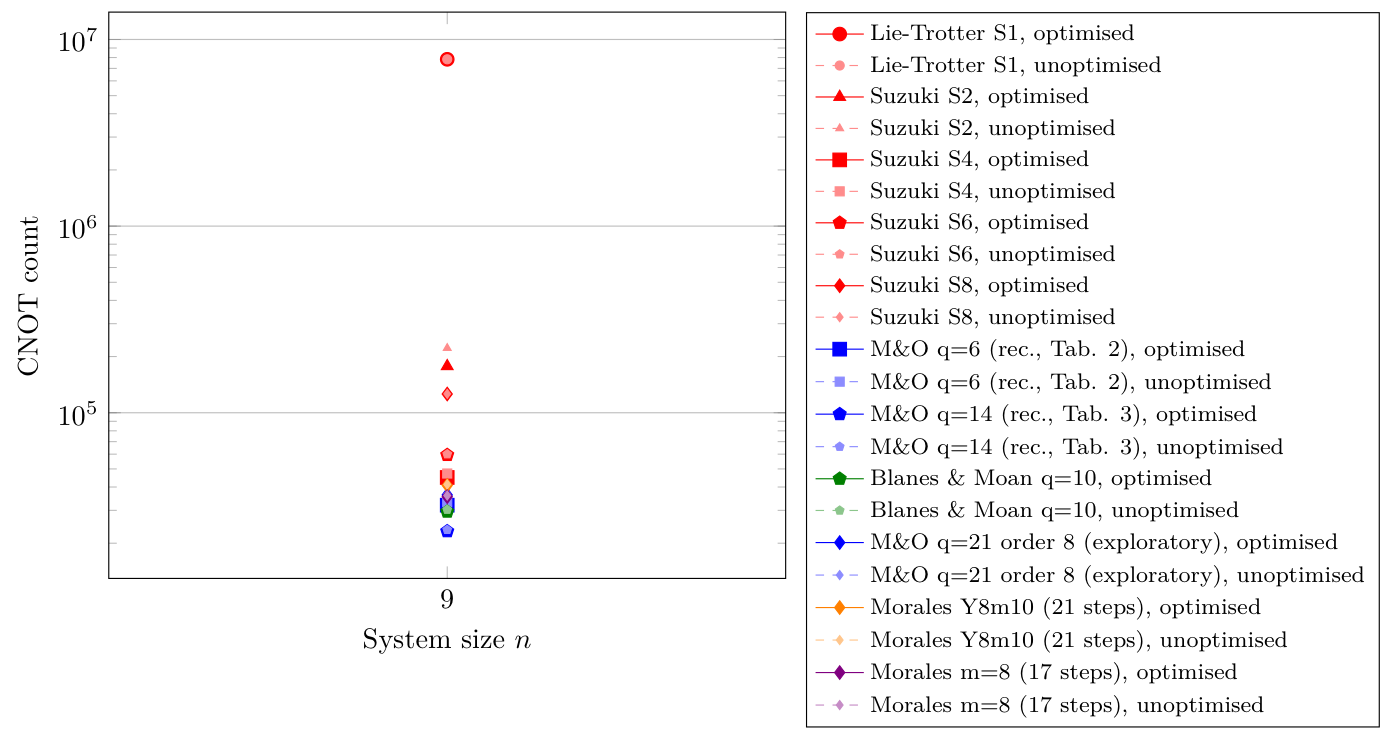 10^7
10^6
10^5
CNOT count
9
System size n
Lie-Trotter S1, optimised
Lie-Trotter S1, unoptimised
Suzuki S2, optimised
Suzuki S2, unoptimised
Suzuki S4, optimised
Suzuki S4, unoptimised
Suzuki S6, optimised
Suzuki S6, unoptimised
Suzuki S8, optimised
Suzuki S8, unoptimised
M&O q=6 (rec., Tab. 2), optimised
M&O q=6 (rec., Tab. 2), unoptimised
M&O q=14 (rec., Tab. 3), optimised
M&O q=14 (rec., Tab. 3), unoptimised
Blanes & Moan q=10, optimised
Blanes & Moan q=10, unoptimised
M&O q=21 order 8 (exploratory), optimised
M&O q=21 order 8 (exploratory), unoptimised
Morales Y8m10 (21 steps), optimised
Morales Y8m10 (21 steps), unoptimised
Morales m=8 (17 steps), optimised
Morales m=8 (17 steps), unoptimised